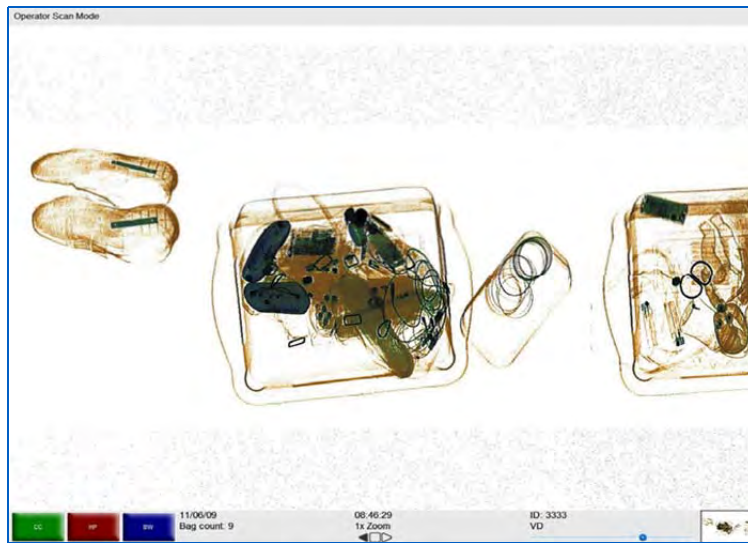 Operator Scan Mode
11/06/09
08:46:29
ID: 3333
Bag count: 9
1x Zoom
VD
CC
HP
BW